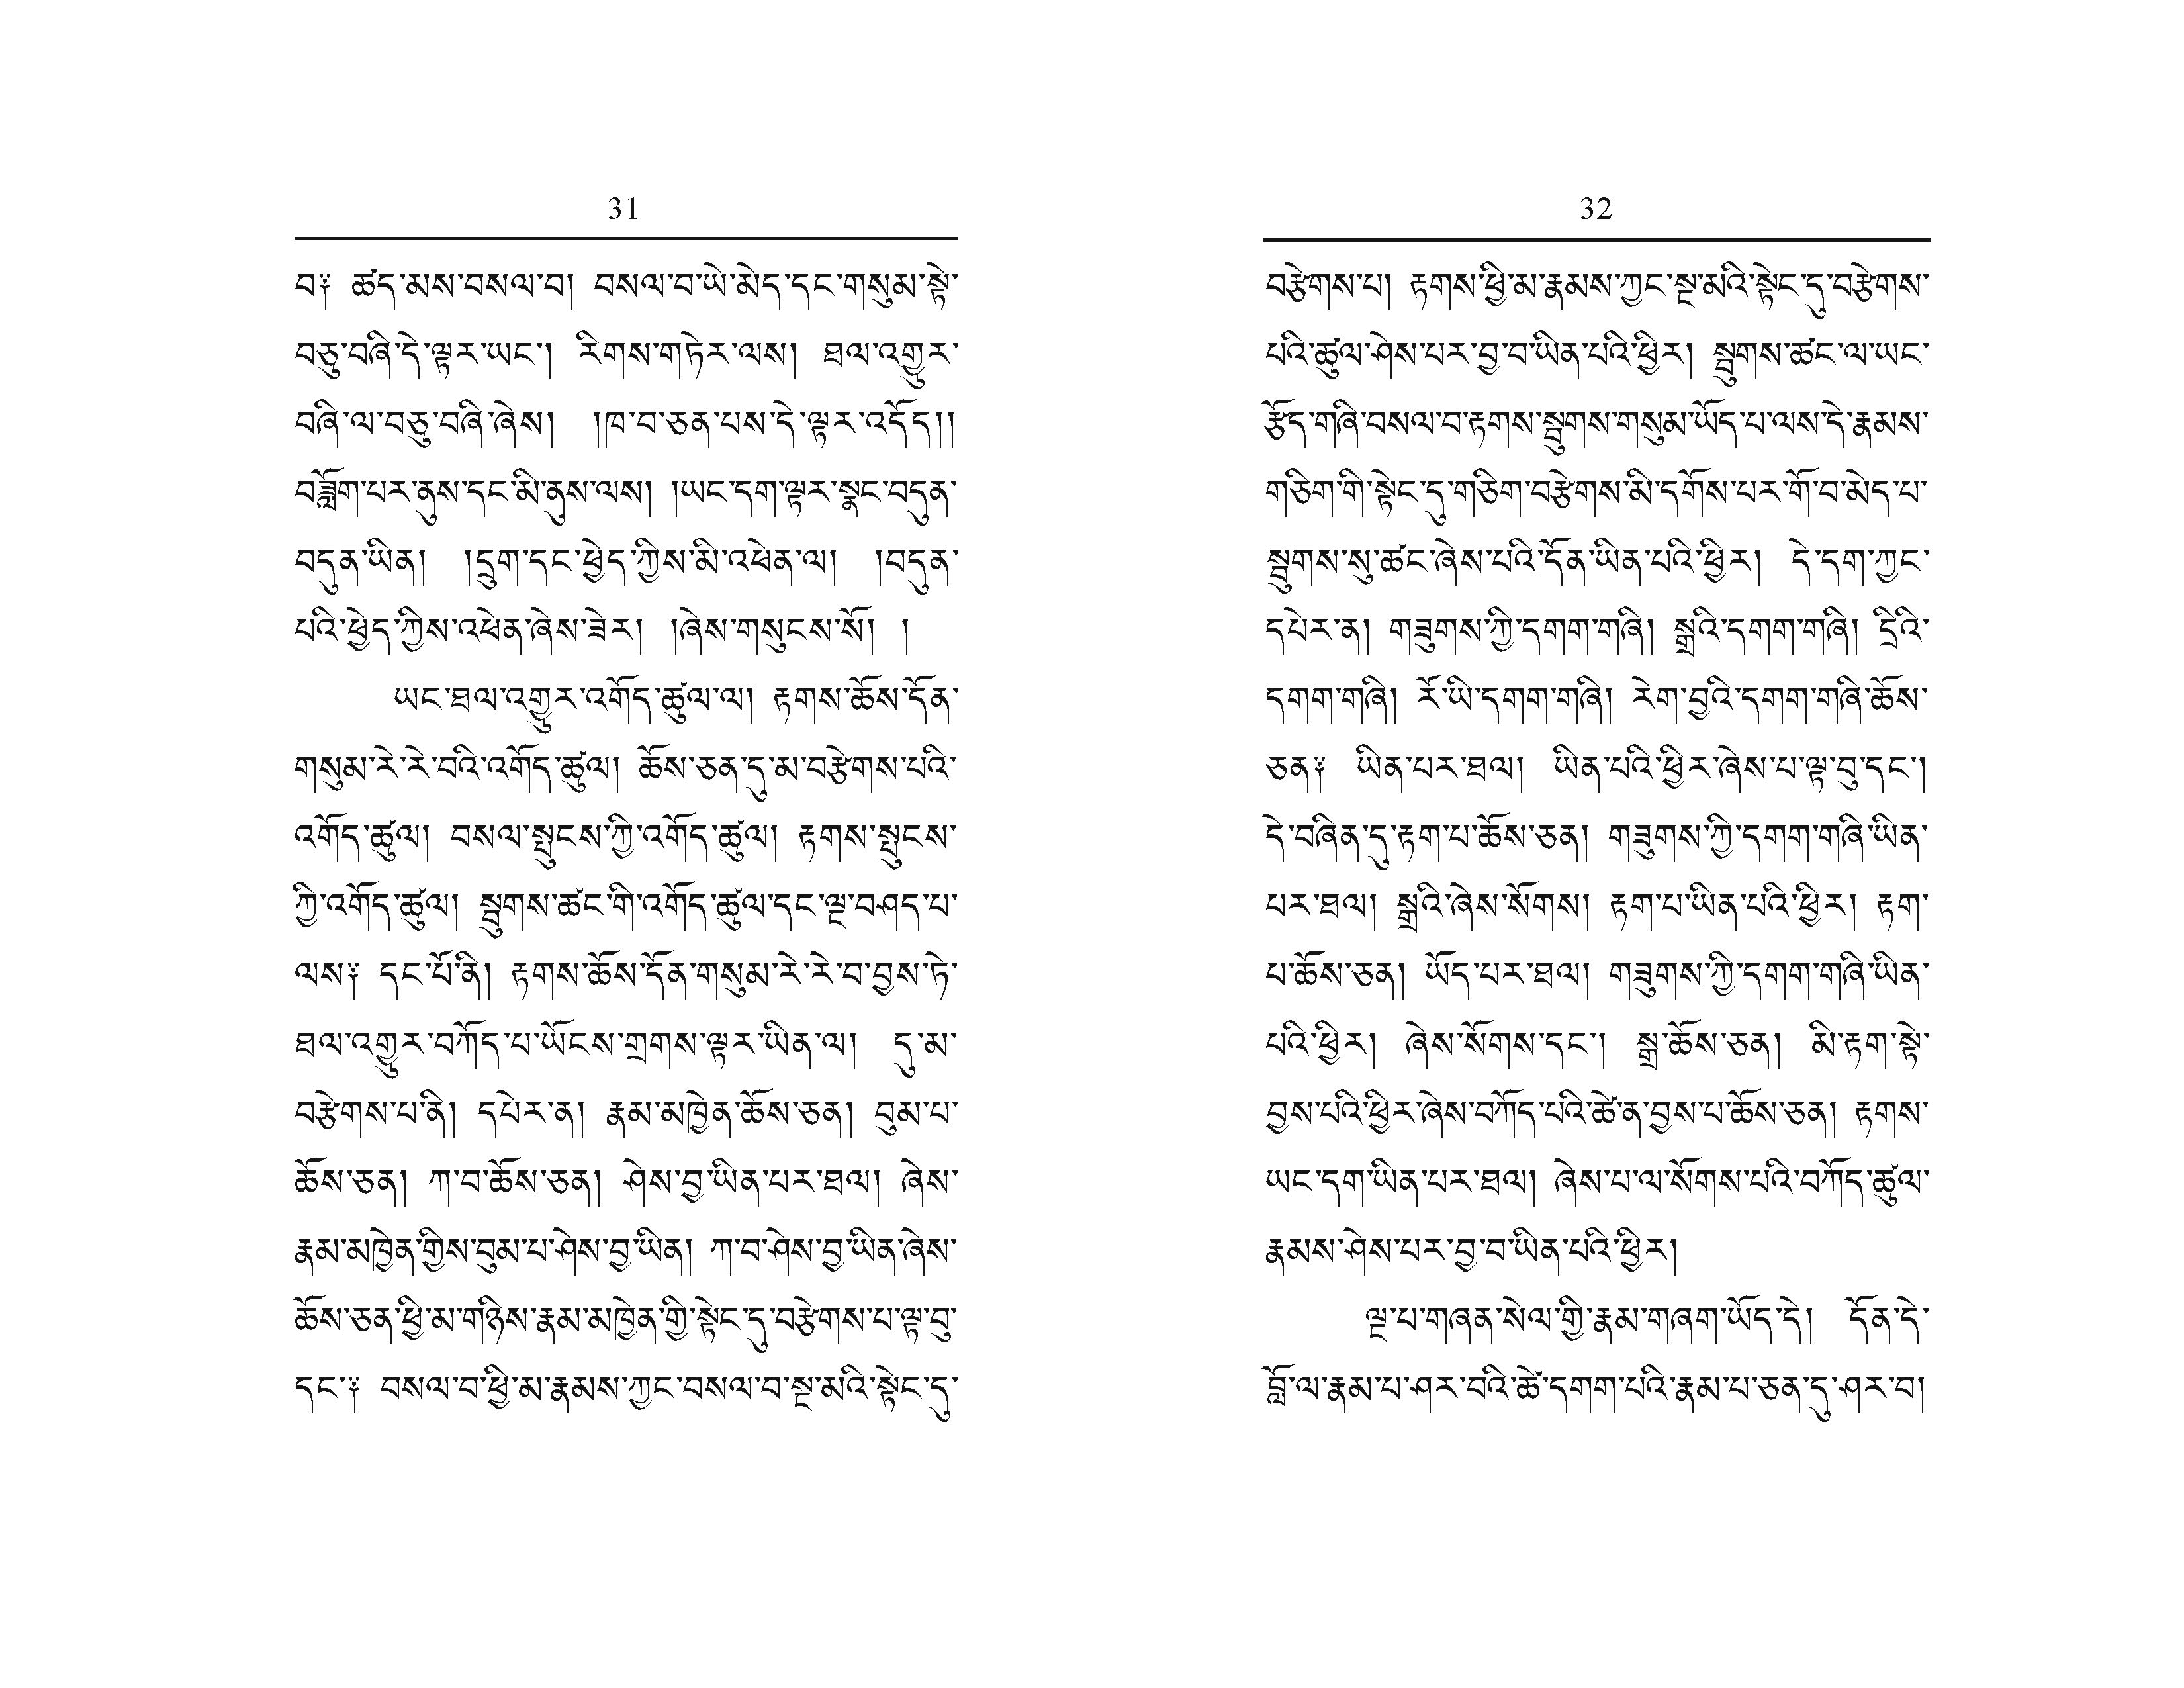 31
བ༑ ཚད་མས་བསལ་བ། བསལ་བ་ཡེ་མེད་དང་གསུམ་སྟེ་
བཅུ་བཞི་དེ་ལྟར་ཡང་། རིགས་གཏེར་ལས། ཐལ་འགྱུར་
བཞི་ལ་བཅུ་བཞི་ཞེས། །ཁ་བ་ཅན་པས་དེ་ལྟར་འདོད།།
བཟློག་པར་ནུས་དང་མི་ནུས་ལས། །ཡང་དག་ལྟར་སྣང་བདུན་
བདུན་ཡིན། །དྲུག་དང་ཕྱེད་ཀྱིས་མི་འཕེན་ལ། །བདུན་
པའི་ཕྱེད་ཀྱིས་འཕེན་ཞེས་ཟེར། །ཞེས་གསུངས་སོ། །
ཡང་ཐལ་འགྱུར་འགོད་ཚུལ་ལ། རྟགས་ཆོས་དོན་
གསུམ་རེ་རེ་བའི་འགོད་ཚུལ། ཆོས་ཅན་དུ་མ་བརྩེགས་པའི་
འགོད་ཚུལ། བསལ་སྤུངས་ཀྱི་འགོད་ཚུལ། རྟགས་སྤུངས་
ཀྱི་འགོད་ཚུལ། སྦྲུགས་ཚང་གི་འགོད་ཚུལ་དང་ལྔ་བཤད་པ་
ལས༑ དང་པོ་ནི། རྟགས་ཆོས་དོན་གསུམ་རེ་རེ་བ་བྱས་ཏེ་
ཐལ་འགྱུར་བཀོད་པ་ཡོངས་གྲགས་ལྟར་ཡིན་ལ། དུ་མ་
བརྩེགས་པ་ནི། དཔེར་ན། རྣམ་མཁྱེན་ཆོས་ཅན། བུམ་པ་
ཆོས་ཅན། ཀ་བ་ཆོས་ཅན། ཤེས་བྱ་ཡིན་པར་ཐལ། ཞེས་
རྣམ་མཁྱེན་གྱིས་བུམ་པ་ཤེས་བྱ་ཡིན། ཀ་བ་ཤེས་བྱ་ཡིན་ཞེས་
ཆོས་ཅན་ཕྱི་མ་གཉིས་རྣམ་མཁྱེན་གྱི་སྟེང་དུ་བརྩེགས་པ་ལྟ་བུ་
དང་༑ བསལ་བ་ཕྱི་མ་རྣམས་ཀྱང་བསལ་བ་སྔ་མའི་སྟེང་དུ་
32
བརྩེགས་པ། རྟགས་ཕྱི་མ་རྣམས་ཀྱང་སྔ་མའི་སྟེང་དུ་བརྩེགས་
པའི་ཚུལ་ཤེས་པར་བྱ་བ་ཡིན་པའི་ཕྱིར། སྦྲུགས་ཚང་ལ་ཡང་
རྩོད་གཞི་བསལ་བ་རྟགས་སྦྲུགས་གསུམ་ཡོད་པ་ལས་དེ་རྣམས་
གཅིག་གི་སྟེང་དུ་གཅིག་བརྩེགས་མི་དགོས་པར་གོ་བ་མེད་པ་
སྦྲུགས་སུ་ཚང་ཞེས་པའི་དོན་ཡིན་པའི་ཕྱིར། དེ་དག་ཀྱང་
དཔེར་ན། གཟུགས་ཀྱི་དགག་གཞི། སྒྲའི་དགག་གཞི། དྲིའི་
དགག་གཞི། རོ་ཡི་དགག་གཞི། རེག་བྱའི་དགག་གཞི་ཆོས་
ཅན༑ ཡིན་པར་ཐལ། ཡིན་པའི་ཕྱིར་ཞེས་པ་ལྟ་བུ་དང་།
དེ་བཞིན་དུ་རྟག་པ་ཆོས་ཅན། གཟུགས་ཀྱི་དགག་གཞི་ཡིན་
པར་ཐལ། སྒྲའི་ཞེས་སོགས། རྟག་པ་ཡིན་པའི་ཕྱིར། རྟག་
པ་ཆོས་ཅན། ཡོད་པར་ཐལ། གཟུགས་ཀྱི་དགག་གཞི་ཡིན་
པའི་ཕྱིར། ཞེས་སོགས་དང་། སྒྲ་ཆོས་ཅན། མི་རྟག་སྟེ་
བྱས་པའི་ཕྱིར་ཞེས་བཀོད་པའི་ཚེ་ན་བྱས་པ་ཆོས་ཅན། རྟགས་
ཡང་དག་ཡིན་པར་ཐལ། ཞེས་པ་ལ་སོགས་པའི་བཀོད་ཚུལ་
རྣམས་ཤེས་པར་བྱ་བ་ཡིན་པའི་ཕྱིར།
ལྔ་པ་གཞན་སེལ་གྱི་རྣམ་གཞག་ཡོད་དེ། དོན་དེ་
བློ་ལ་རྣམ་པ་ཤར་བའི་ཚེ་དགག་པའི་རྣམ་པ་ཅན་དུ་ཤར་བ།